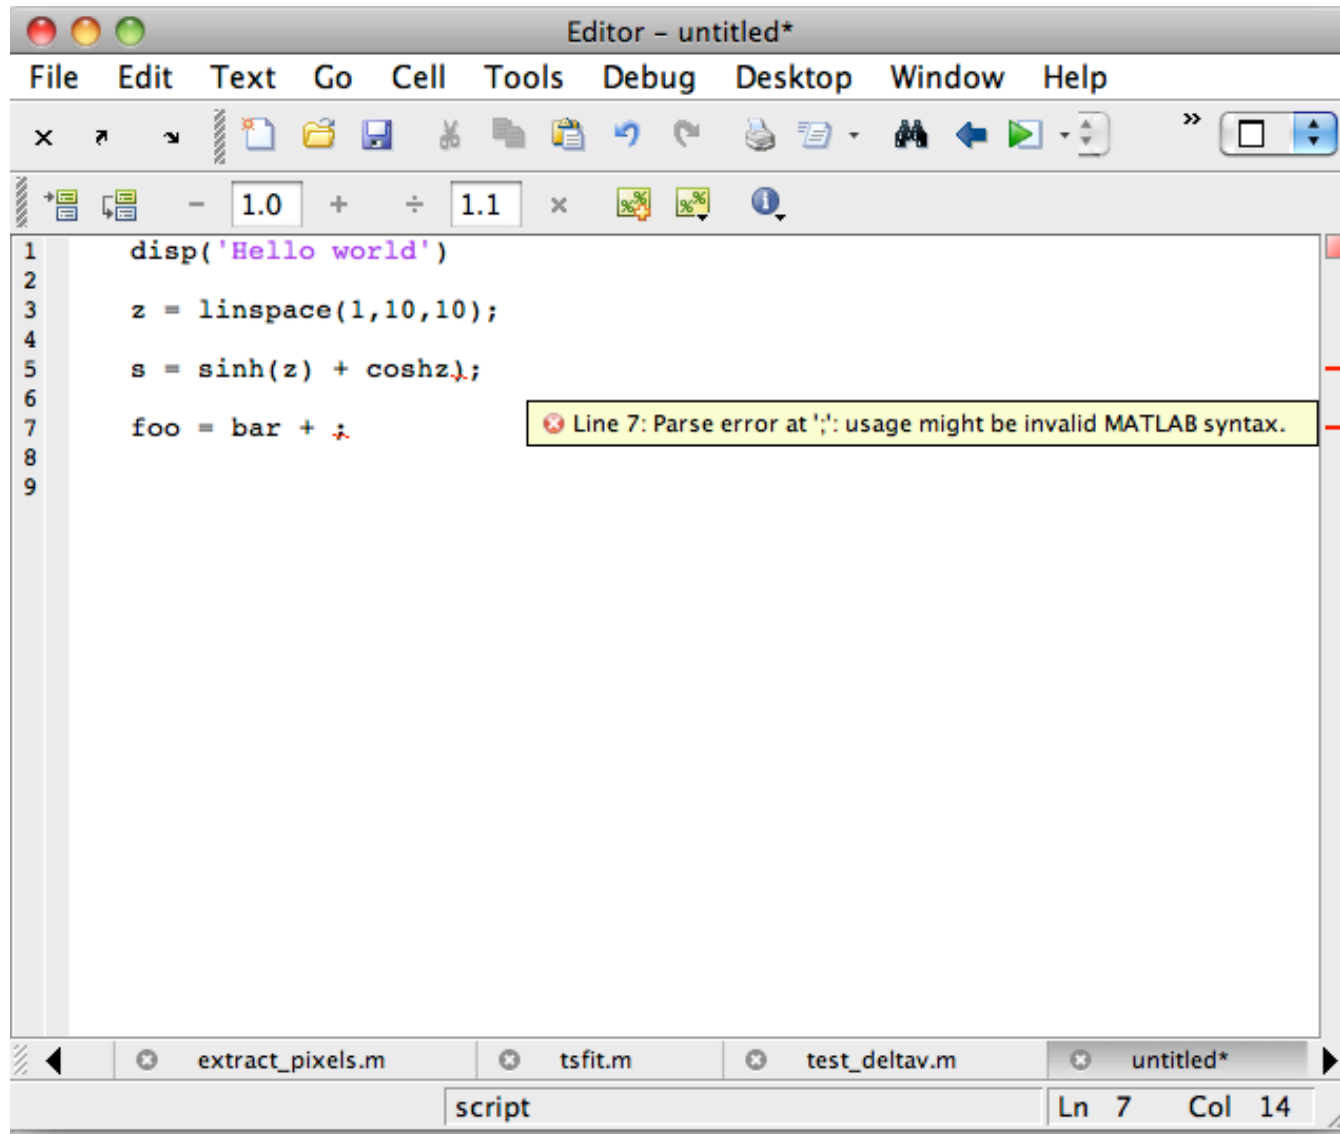 Editor – untitled*
File Edit Text Go Cell Tools Debug Desktop Window Help
»
− 1.0 + ÷ 1.1 ×
1 disp('Hello world')
2
3 z = linspace(1,10,10);
4
5 s = sinh(z) + coshz);
6
7 foo = bar + ;
Line 7: Parse error at ';': usage might be invalid MATLAB syntax.
8
9
extract_pixels.m tsfit.m test_deltav.m untitled*
script Ln 7 Col 14